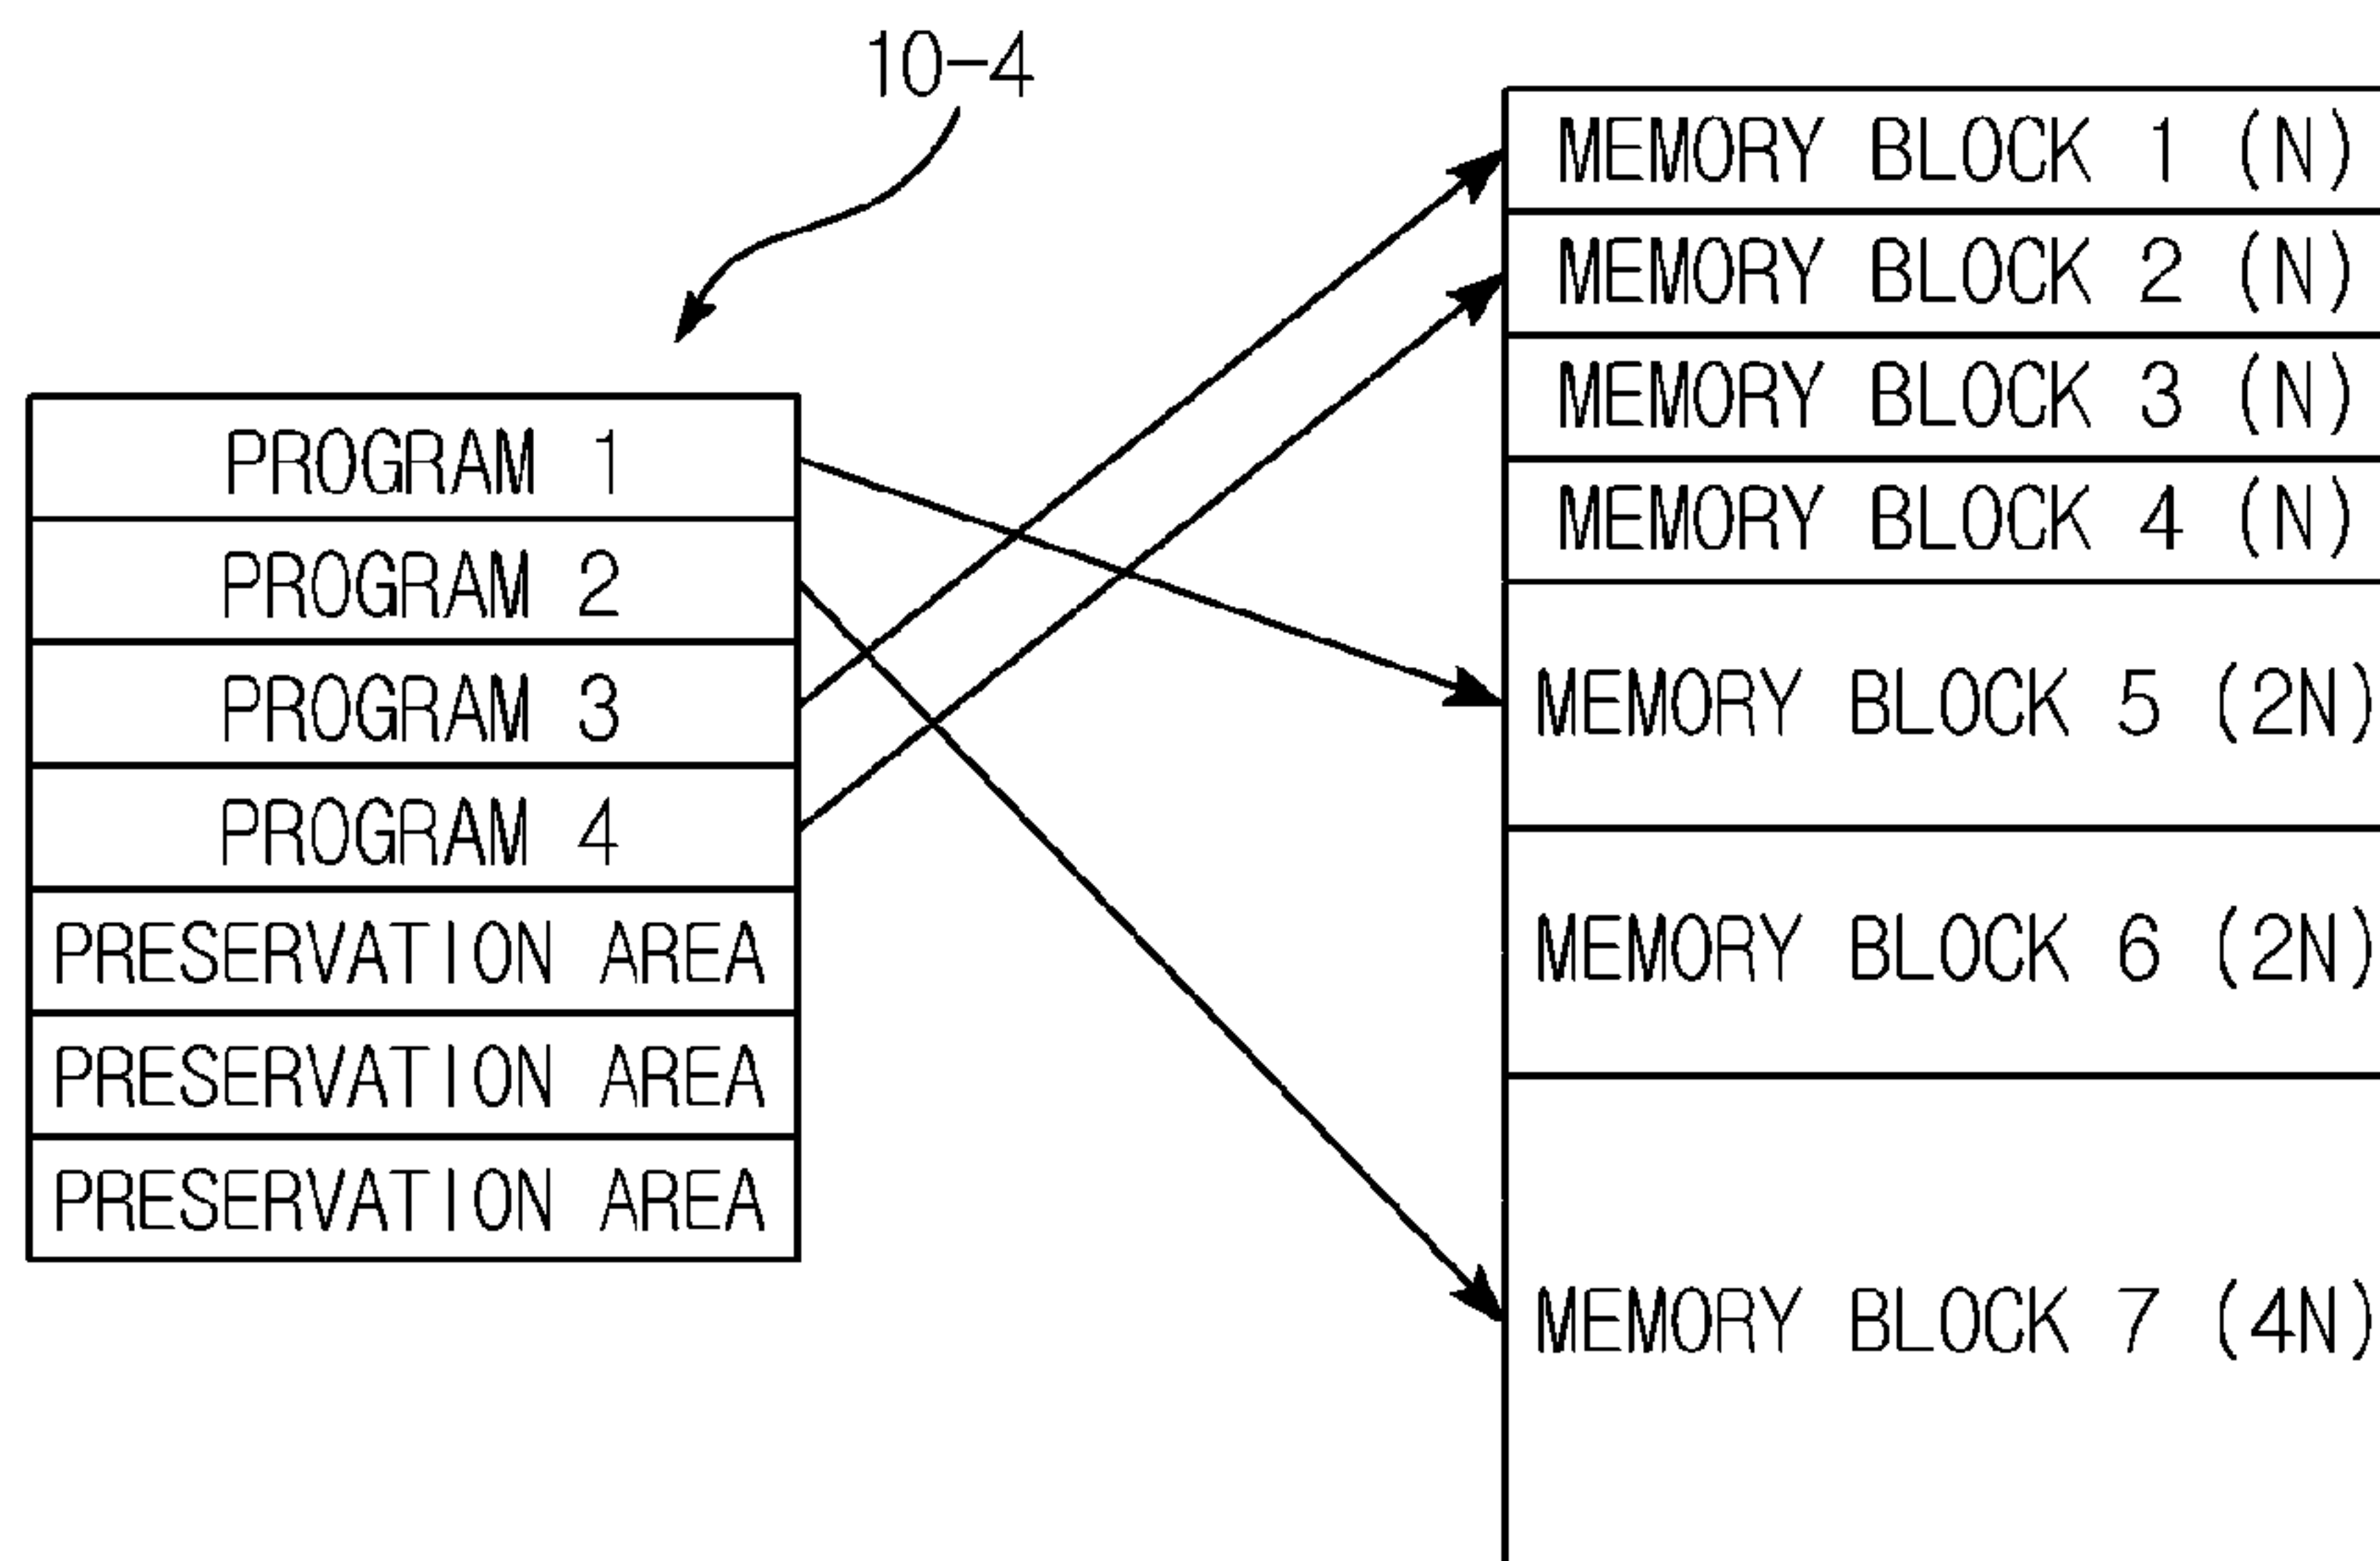 10-4
PROGRAM 1
PROGRAM 2
PROGRAM 3
PROGRAM 4
PRESERVATION AREA
PRESERVATION AREA
PRESERVATION AREA
MEMORY BLOCK 1 (N)
MEMORY BLOCK 2 (N)
MEMORY BLOCK 3 (N)
MEMORY BLOCK 4 (N)
MEMORY BLOCK 5 (2N)
MEMORY BLOCK 6 (2N)
MEMORY BLOCK 7 (4N)